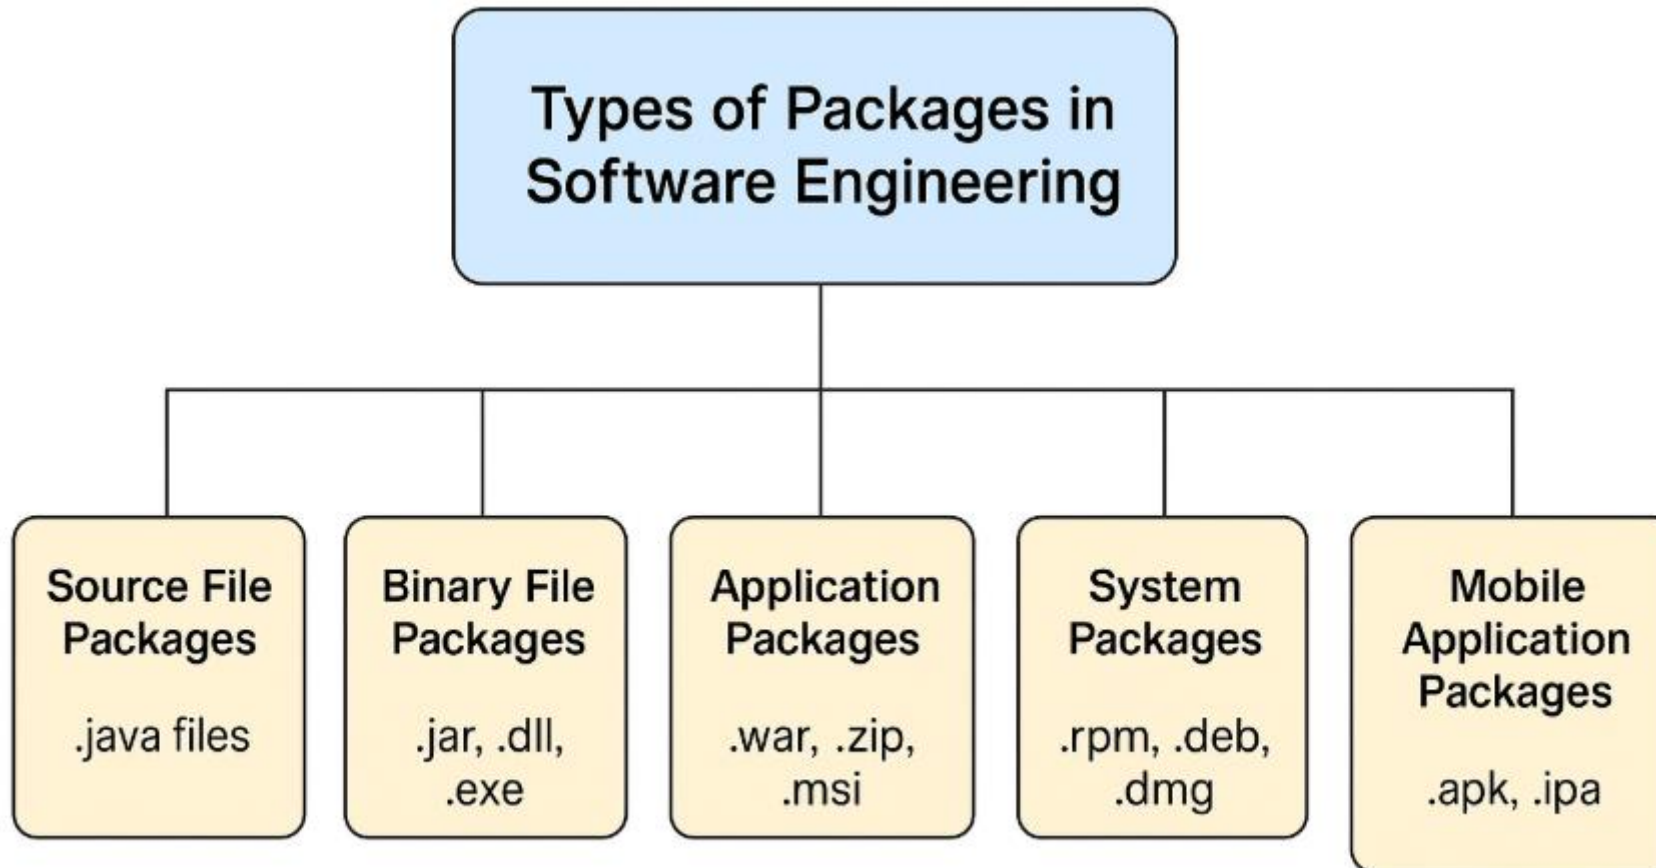 Types of Packages in
Software Engineering
Source File
Packages
.java files
Binary File
Packages
.jar, .dll,
.exe
Application
Packages
.war, .zip,
.msi
System
Packages
.rpm, .deb,
.dmg
Mobile
Application
Packages
.apk, .ipa